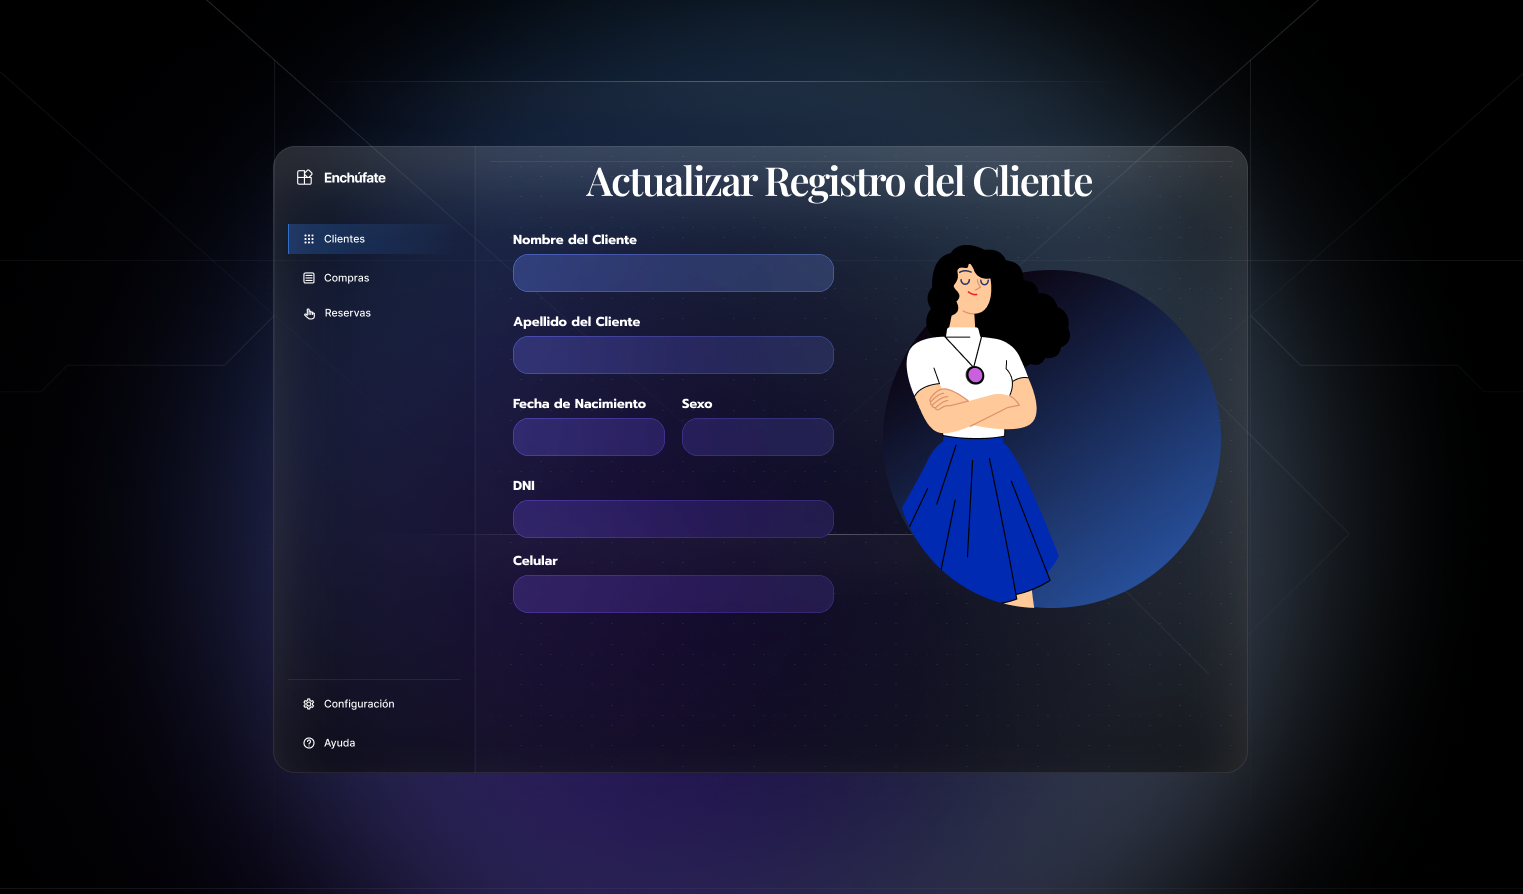 Enchúfate
Clientes
Compras
Reservas
Configuración
Ayuda
Actualizar Registro del Cliente
Nombre del Cliente
Apellido del Cliente
Fecha de Nacimiento
Sexo
DNI
Celular